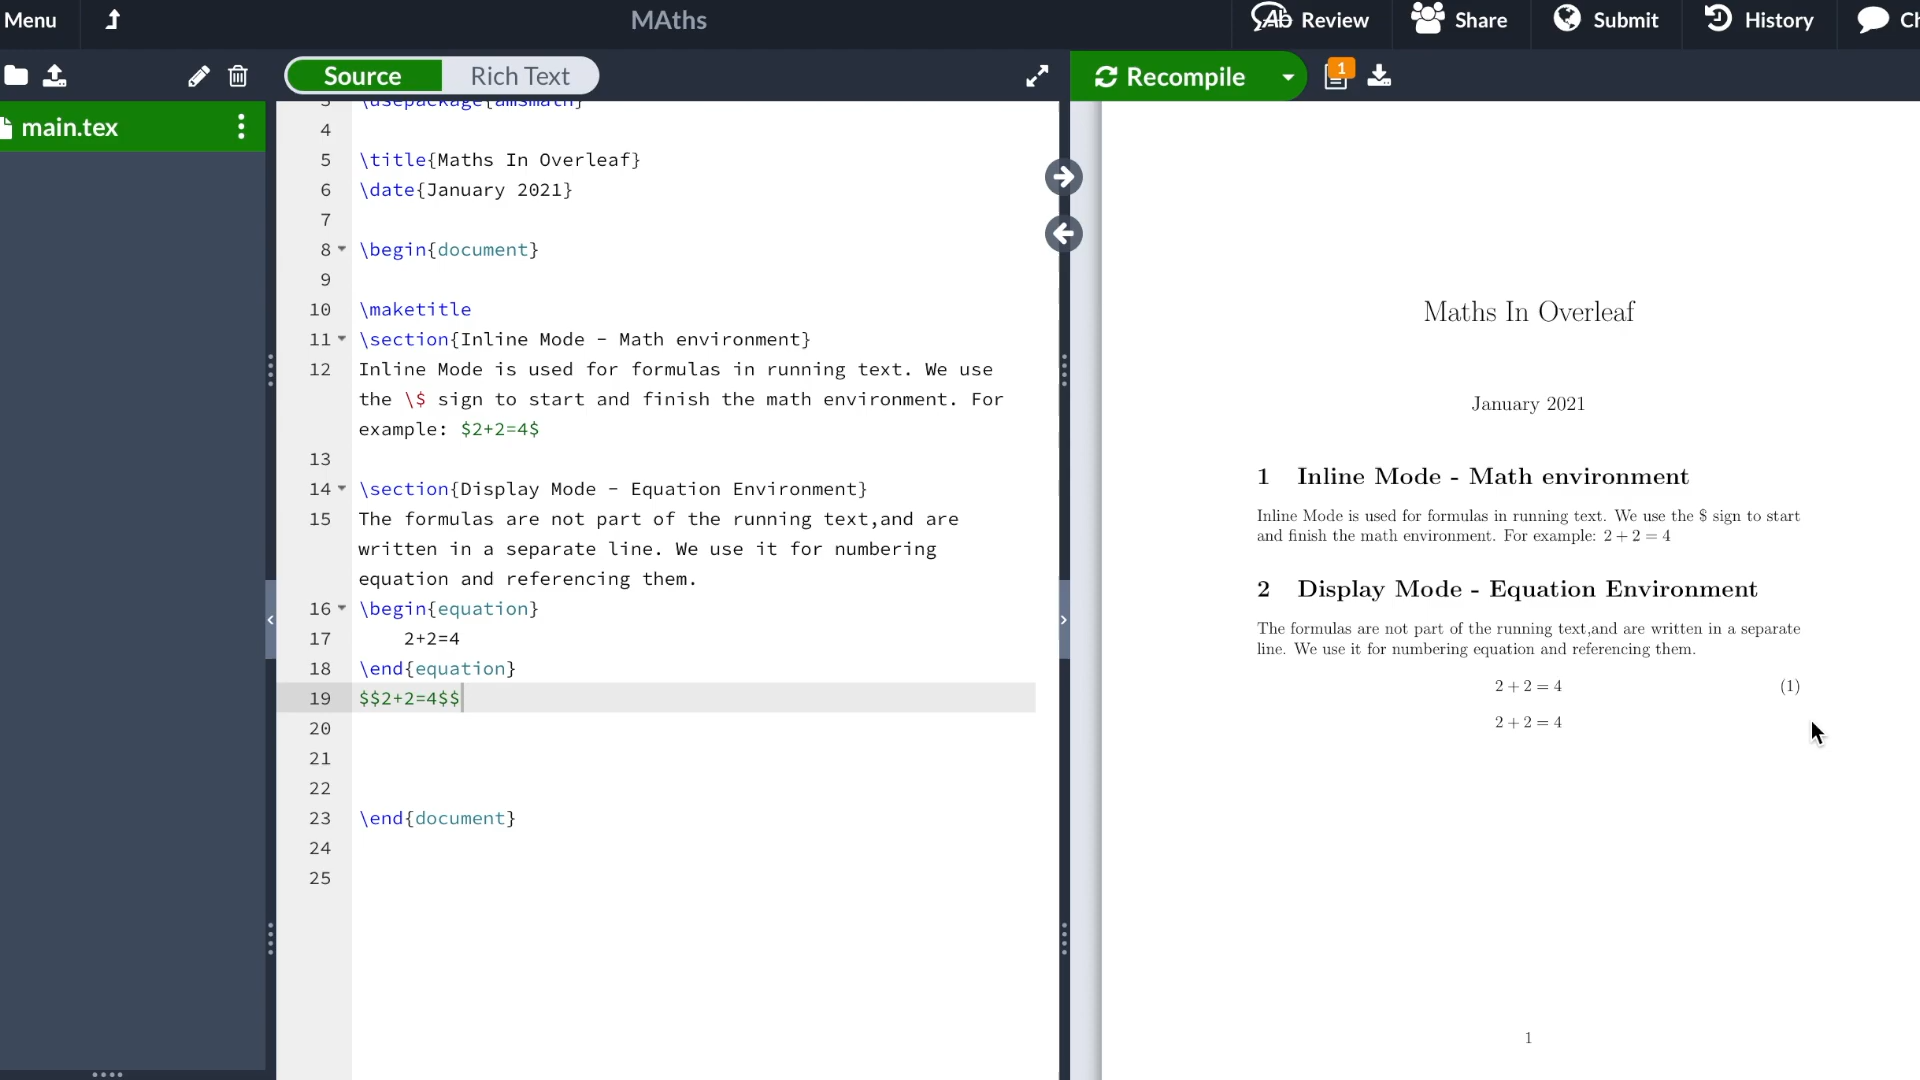 Menu
MAths
Review
Share
Submit
History
Source
Rich Text
Recompile
1
main.tex
3 \usepackage{amsmath}
4
5 \title{Maths In Overleaf}
6 \date{January 2021}
7
8 \begin{document}
9
10 \maketitle
11 \section{Inline Mode - Math environment}
12 Inline Mode is used for formulas in running text. We use
the \$ sign to start and finish the math environment. For
example: $2+2=4$
13
14 \section{Display Mode - Equation Environment}
15 The formulas are not part of the running text,and are
written in a separate line. We use it for numbering
equation and referencing them.
16 \begin{equation}
17 2+2=4
18 \end{equation}
19 $$2+2=4$$
20
21
22
23 \end{document}
24
25
Maths In Overleaf
January 2021
1 Inline Mode - Math environment
Inline Mode is used for formulas in running text. We use the $ sign to start
and finish the math environment. For example: 2 + 2 = 4
2 Display Mode - Equation Environment
The formulas are not part of the running text,and are written in a separate
line. We use it for numbering equation and referencing them.
2 + 2 = 4 (1)
2 + 2 = 4
1